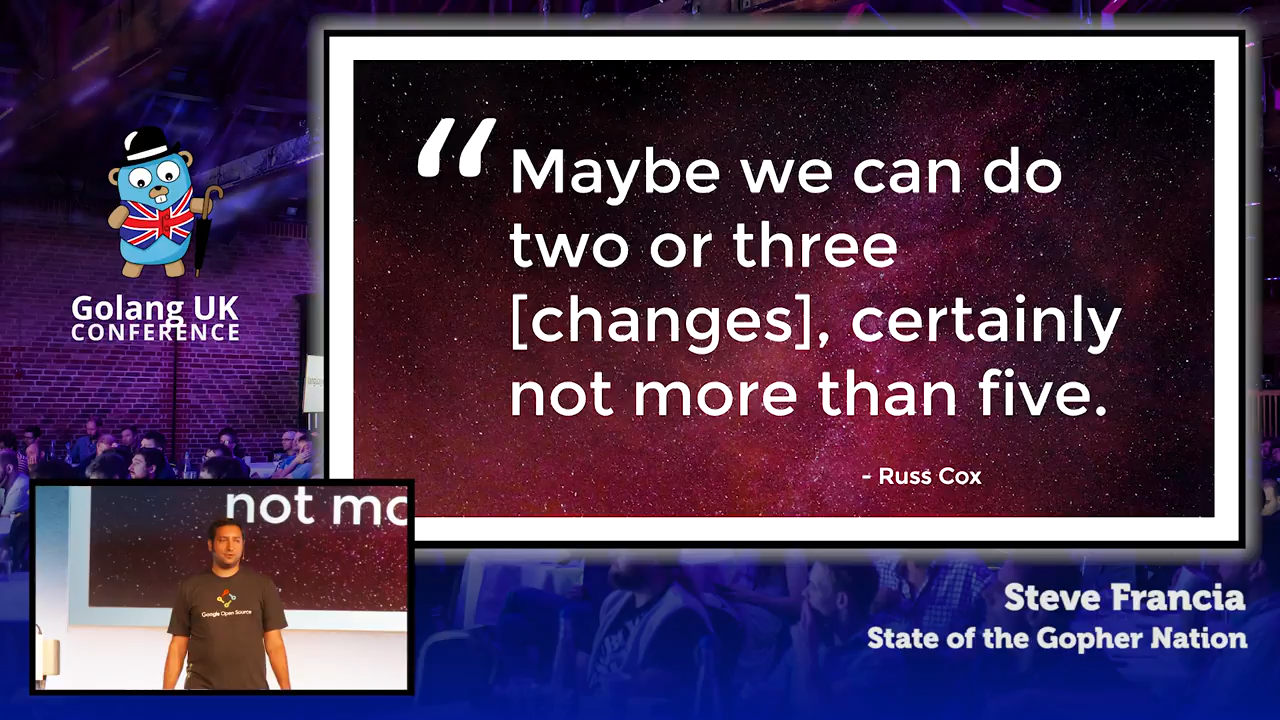 “ Maybe we can do
two or three
[changes], certainly
not more than five.
- Russ Cox
Golang UK
CONFERENCE
not mo
Google Open Source
Steve Francia
State of the Gopher Nation